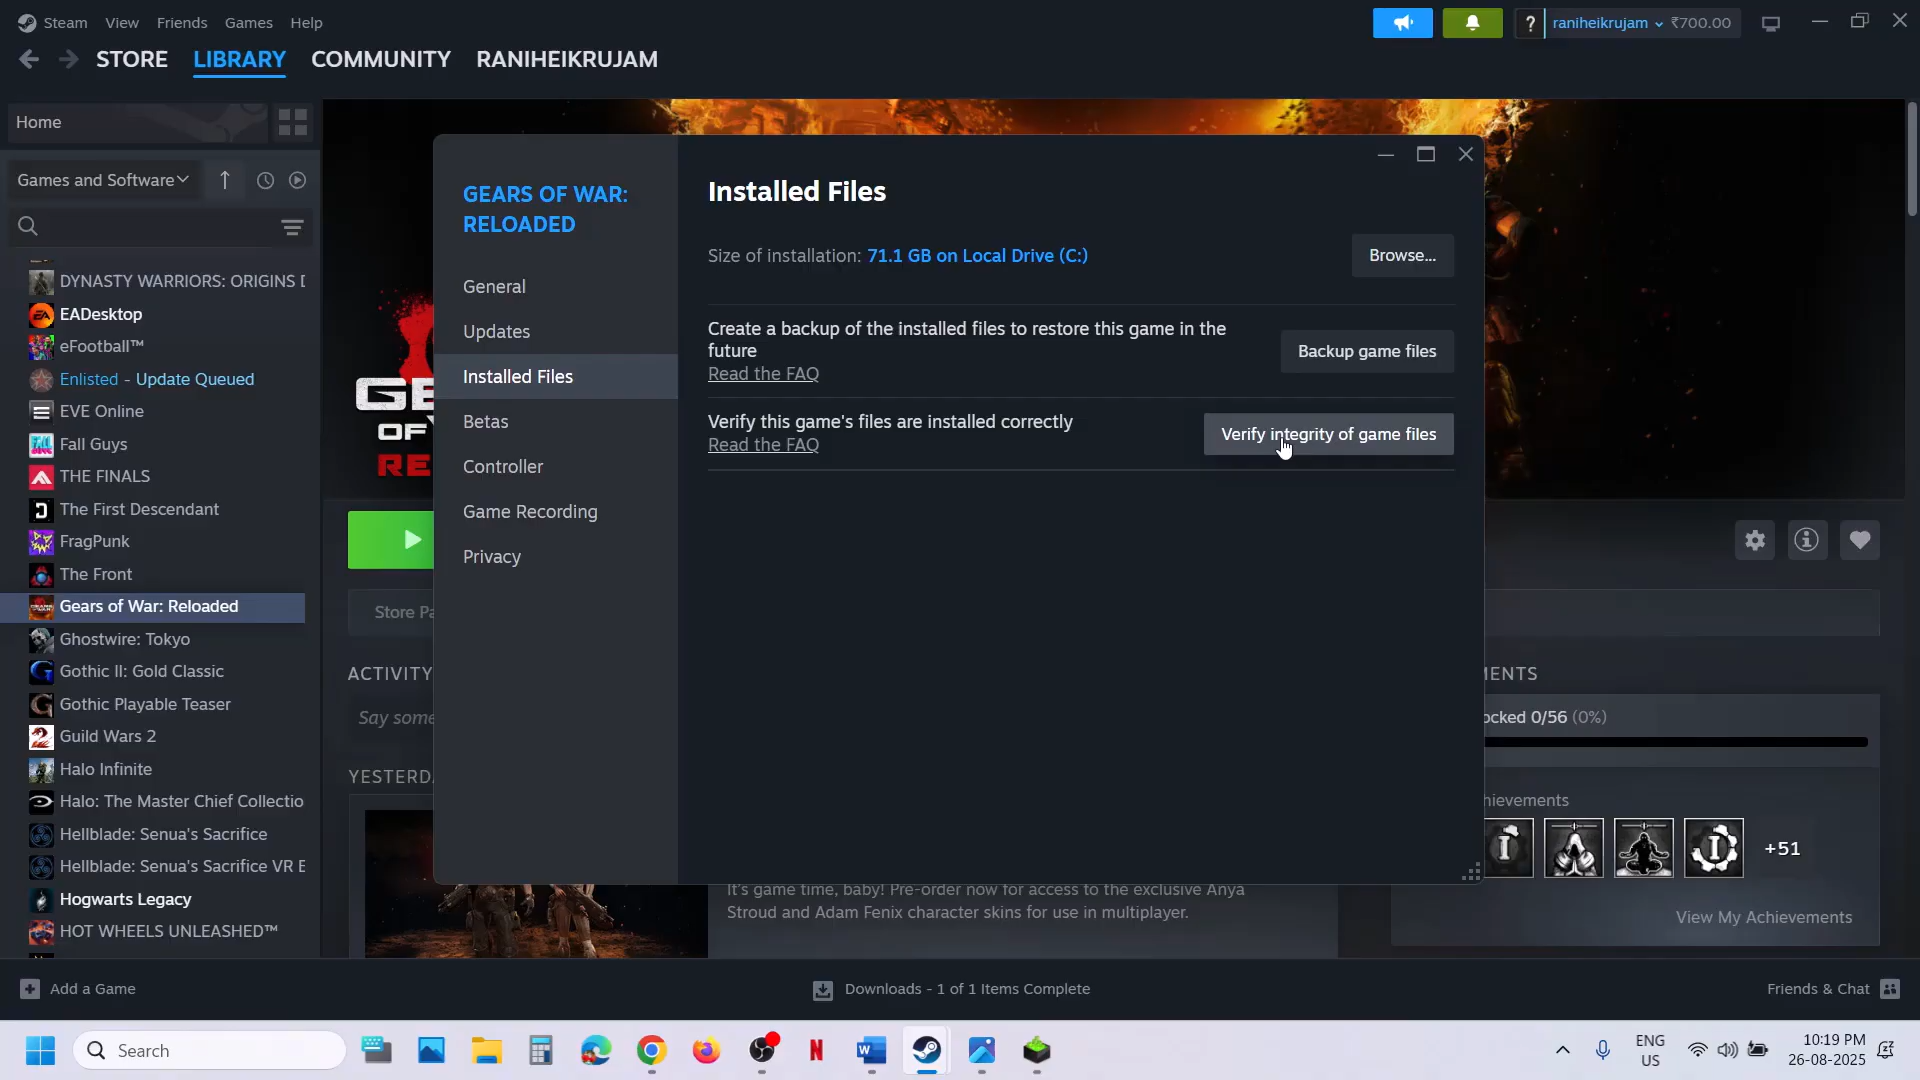 Steam View Friends Games Help
? raniheikrujam ₹700.00
STORE LIBRARY COMMUNITY RANIHEIKRUJAM
Home
Games and Software
DYNASTY WARRIORS: ORIGINS D
EADesktop
eFootball™
Enlisted - Update Queued
EVE Online
Fall Guys
THE FINALS
The First Descendant
FragPunk
The Front
Gears of War: Reloaded
Ghostwire: Tokyo
Gothic II: Gold Classic
Gothic Playable Teaser
Guild Wars 2
Halo Infinite
Halo: The Master Chief Collectio
Hellblade: Senua's Sacrifice
Hellblade: Senua's Sacrifice VR E
Hogwarts Legacy
HOT WHEELS UNLEASHED™
GEARS OF WAR:
RELOADED
General
Updates
Installed Files
Betas
Controller
Game Recording
Privacy
Installed Files
Size of installation: 71.1 GB on Local Drive (C:)
Browse...
Create a backup of the installed files to restore this game in the
future
Read the FAQ
Backup game files
Verify this game's files are installed correctly
Read the FAQ
Verify integrity of game files
GE
OF
RE
Store Pa
ACTIVITY
Say some
YESTERD
It's game time, baby! Pre-order now for access to the exclusive Anya
Stroud and Adam Fenix character skins for use in multiplayer.
MENTS
ocked 0/56 (0%)
hievements
+51
View My Achievements
Add a Game
Downloads - 1 of 1 Items Complete
Friends & Chat
Search
ENG
US
10:19 PM
26-08-2025